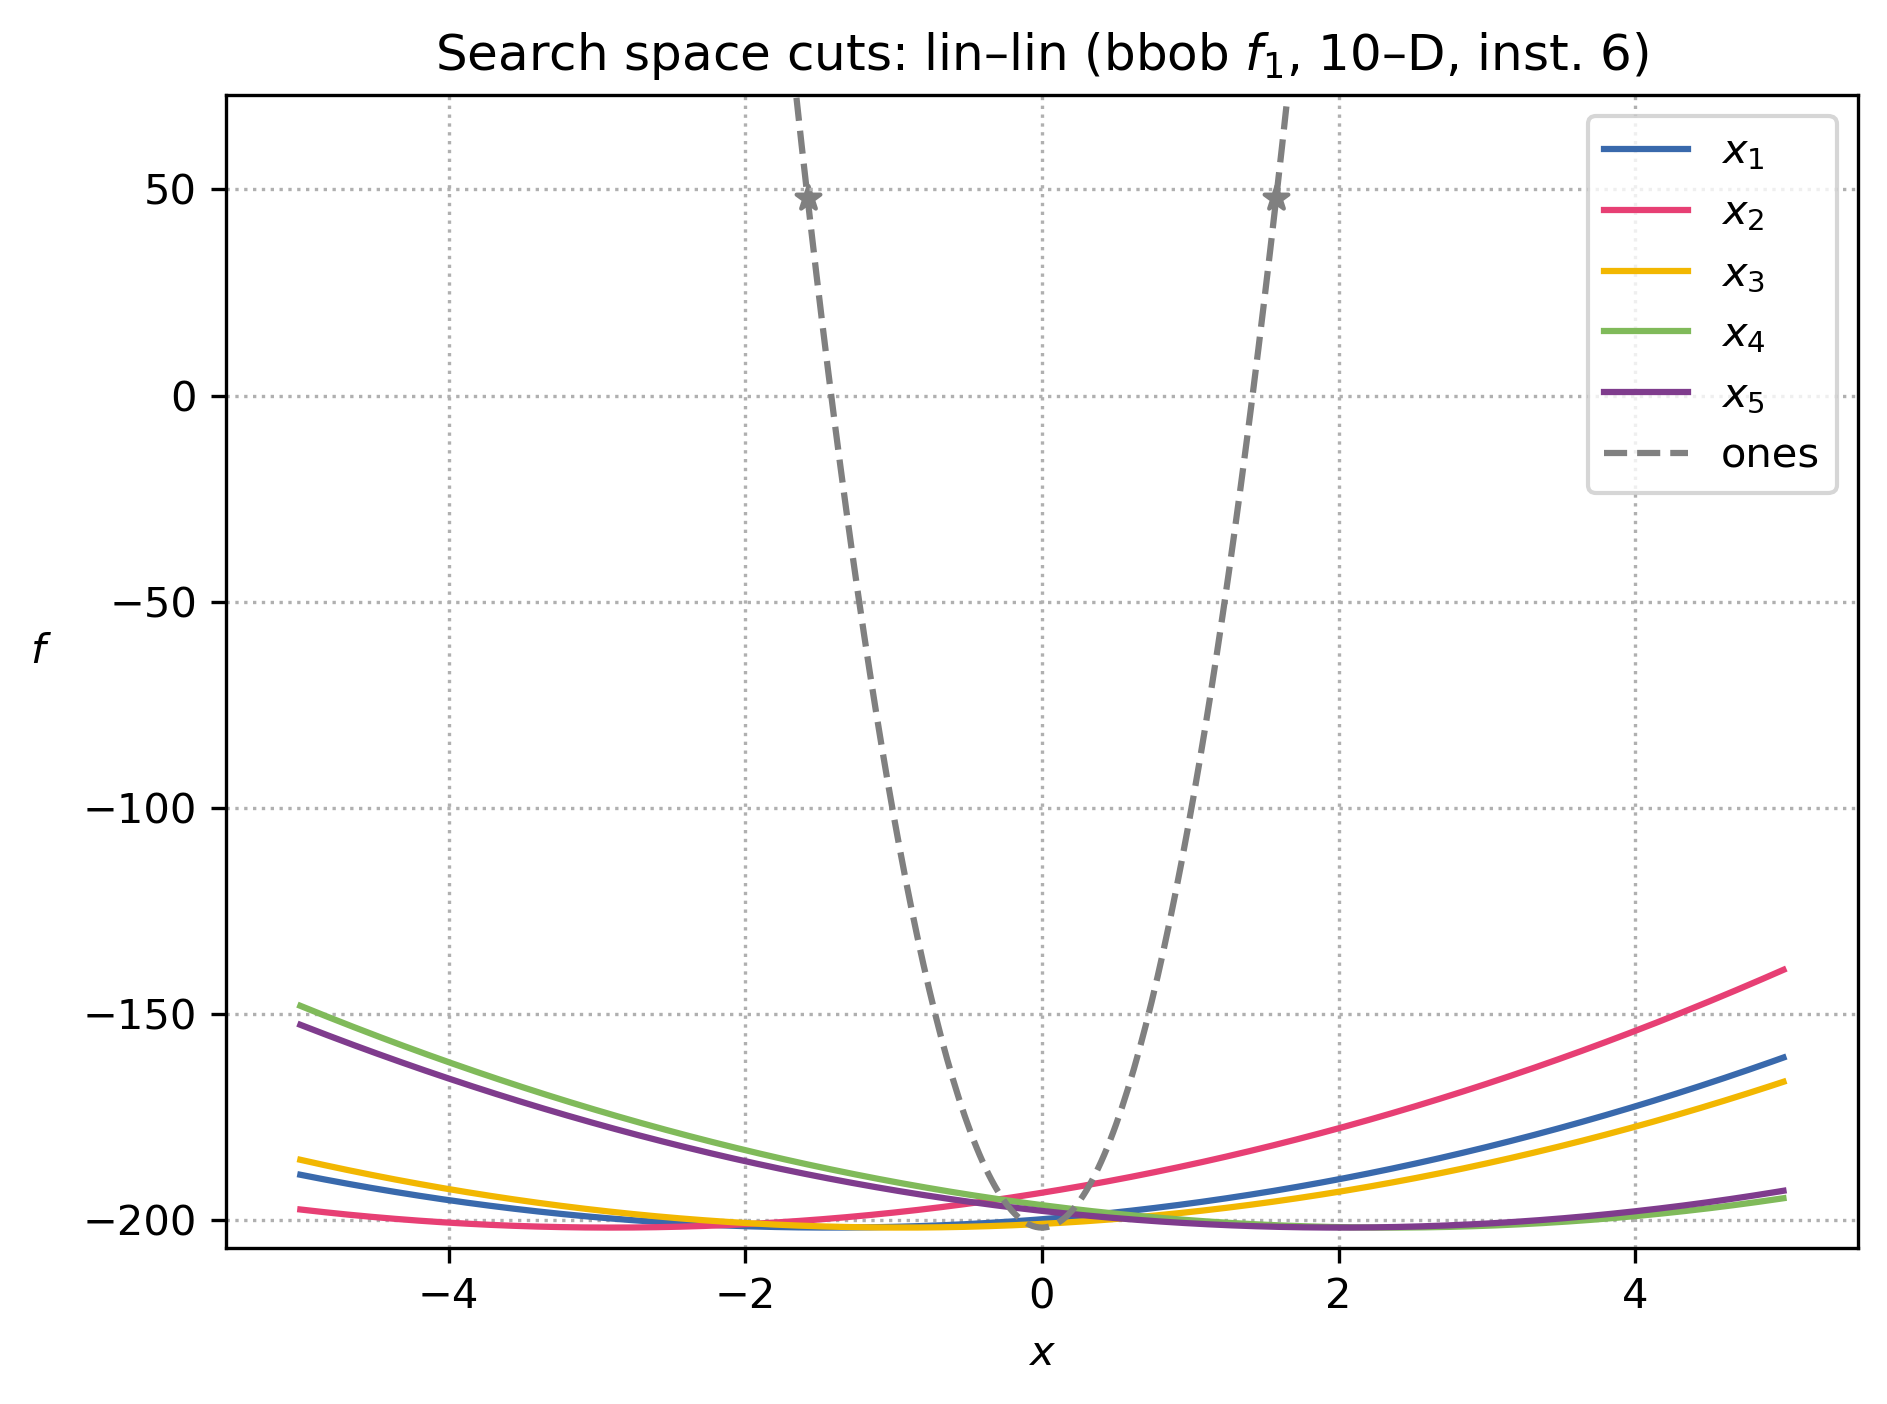 Search space cuts: lin–lin (bbob f₁, 10–D, inst. 6)
50
0
−50
−100
−150
−200
f
x₁
x₂
x₃
x₄
x₅
ones
−4 −2 0 2 4
x